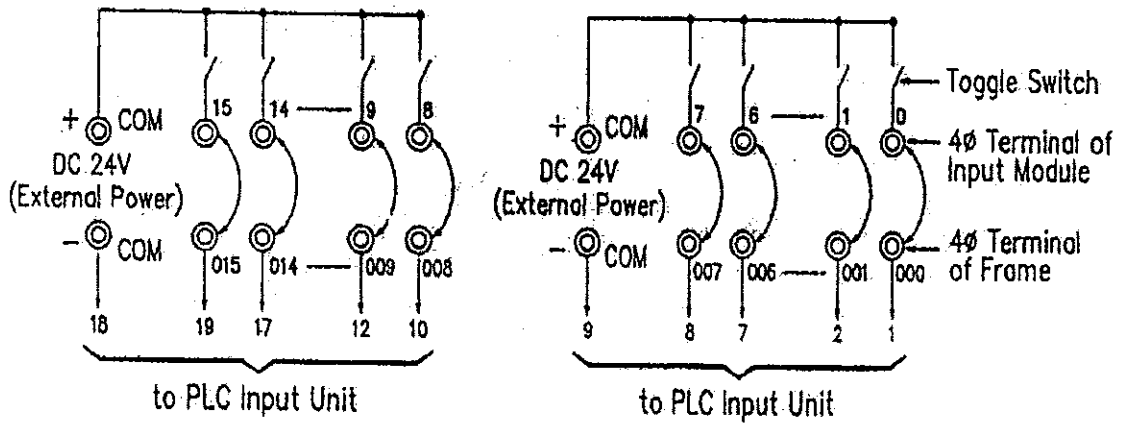 15 14 9 8
+ COM
DC 24V
(External Power)
- COM
015 014 009 008
18 19 17 12 10
to PLC Input Unit
7 6 1 0
Toggle Switch
+ COM
4Ø Terminal of
Input Module
DC 24V
(External Power)
- COM
4Ø Terminal
of Frame
007 006 001 000
9 8 7 2 1
to PLC Input Unit